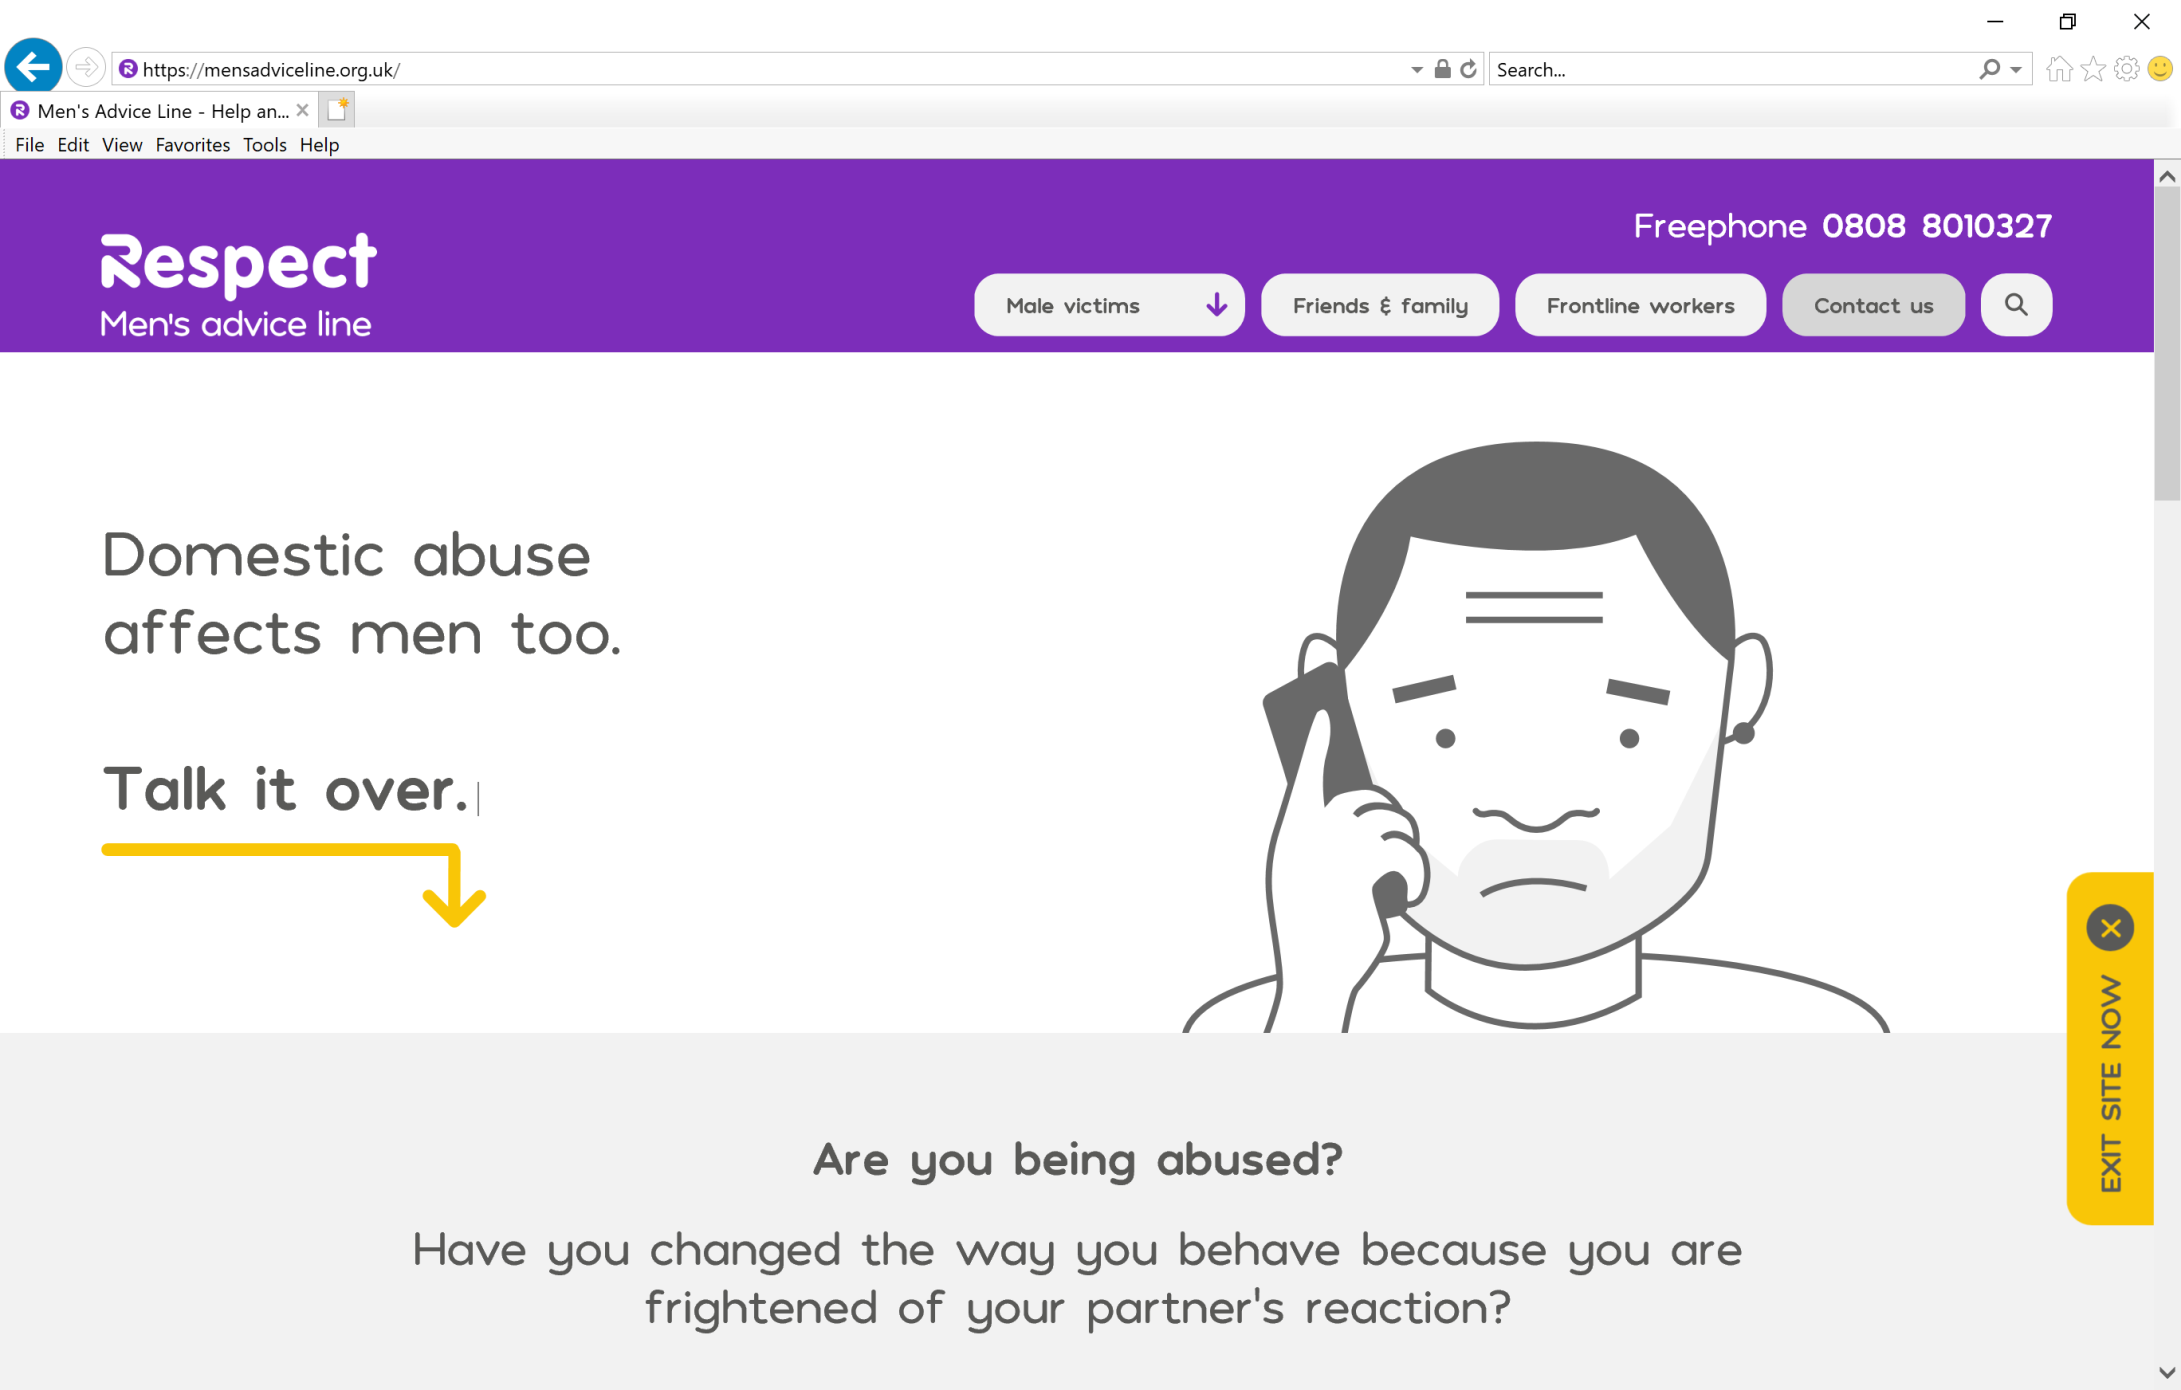 https://mensadviceline.org.uk/
Search...
Men's Advice Line - Help an...
File Edit View Favorites Tools Help
Freephone 0808 8010327
Respect
Men's advice line
Male victims
Friends & family
Frontline workers
Contact us
Domestic abuse
affects men too.
Talk it over.
EXIT SITE NOW
Are you being abused?
Have you changed the way you behave because you are
frightened of your partner's reaction?